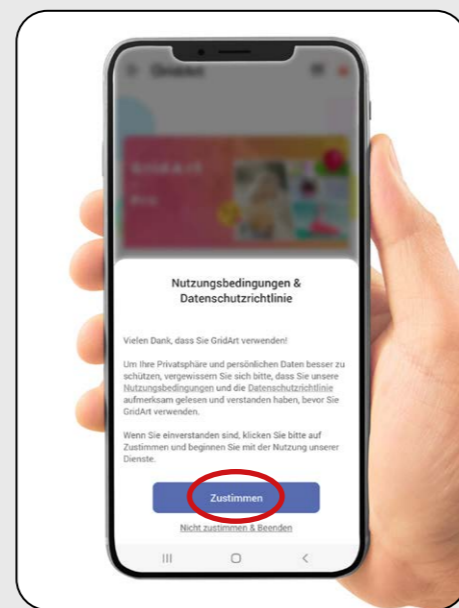 GridArt
GridArt
Nutzungsbedingungen &
Datenschutzrichtlinie
Vielen Dank, dass Sie GridArt verwenden!
Um Ihre Privatsphäre und persönlichen Daten besser zu
schützen, vergewissern Sie sich bitte, dass Sie unsere
Nutzungsbedingungen und die Datenschutzrichtlinie
aufmerksam gelesen und verstanden haben, bevor Sie
GridArt verwenden.
Wenn Sie einverstanden sind, klicken Sie bitte auf
Zustimmen und beginnen Sie mit der Nutzung unserer
Dienste.
Zustimmen
Nicht zustimmen & Beenden